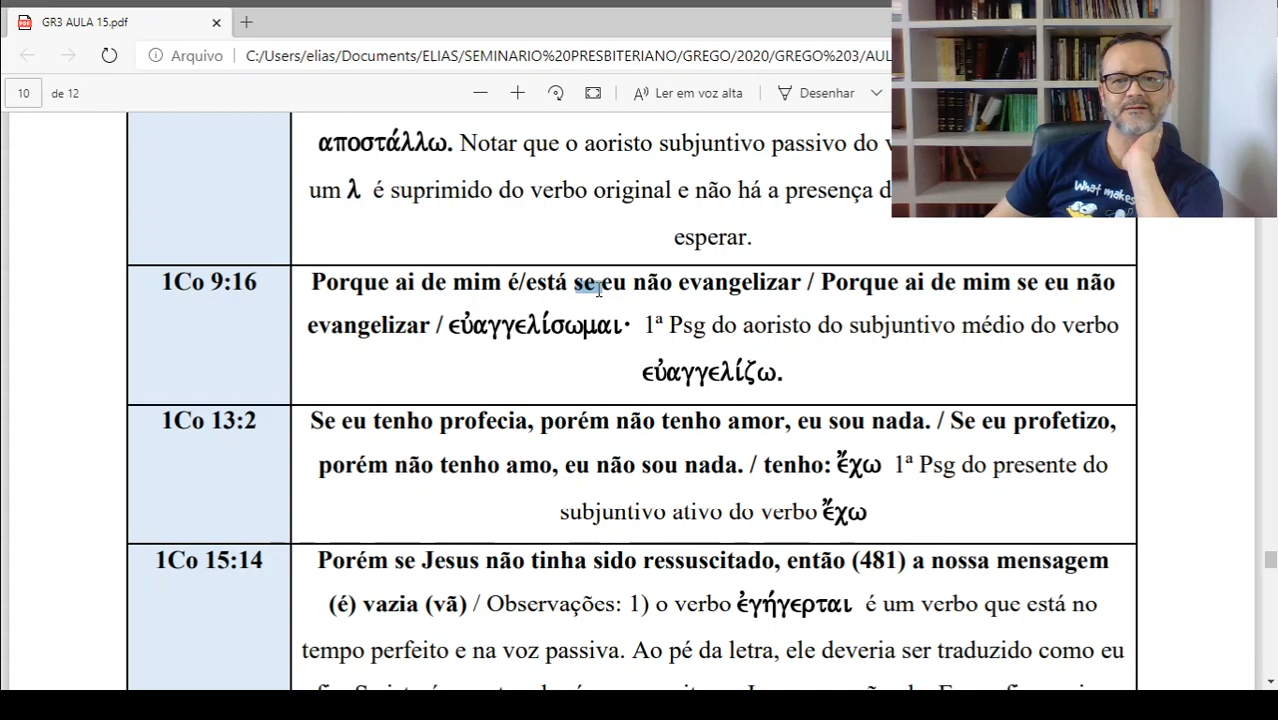 GR3 AULA 15.pdf
Arquivo
C:/Users/elias/Documents/ELIAS/SEMINARIO%20PRESBITERIANO/GREGO/2020/GREGO%203/AUL
10 de 12
Ler em voz alta
Desenhar
What makes
αποστάλλω. Notar que o aoristo subjuntivo passivo do
um λ é suprimido do verbo original e não há a presença
esperar.
1Co 9:16
Porque ai de mim é/está se eu não evangelizar / Porque ai de mim se eu não
evangelizar / εὐαγγελίσωμαι· 1ª Psg do aoristo do subjuntivo médio do verbo
εὐαγγελίζω.
1Co 13:2
Se eu tenho profecia, porém não tenho amor, eu sou nada. / Se eu profetizo,
porém não tenho amo, eu não sou nada. / tenho: ἔχω 1ª Psg do presente do
subjuntivo ativo do verbo ἔχω
1Co 15:14
Porém se Jesus não tinha sido ressuscitado, então (481) a nossa mensagem
(é) vazia (vã) / Observações: 1) o verbo ἐγήγερται é um verbo que está no
tempo perfeito e na voz passiva. Ao pé da letra, ele deveria ser traduzido como eu